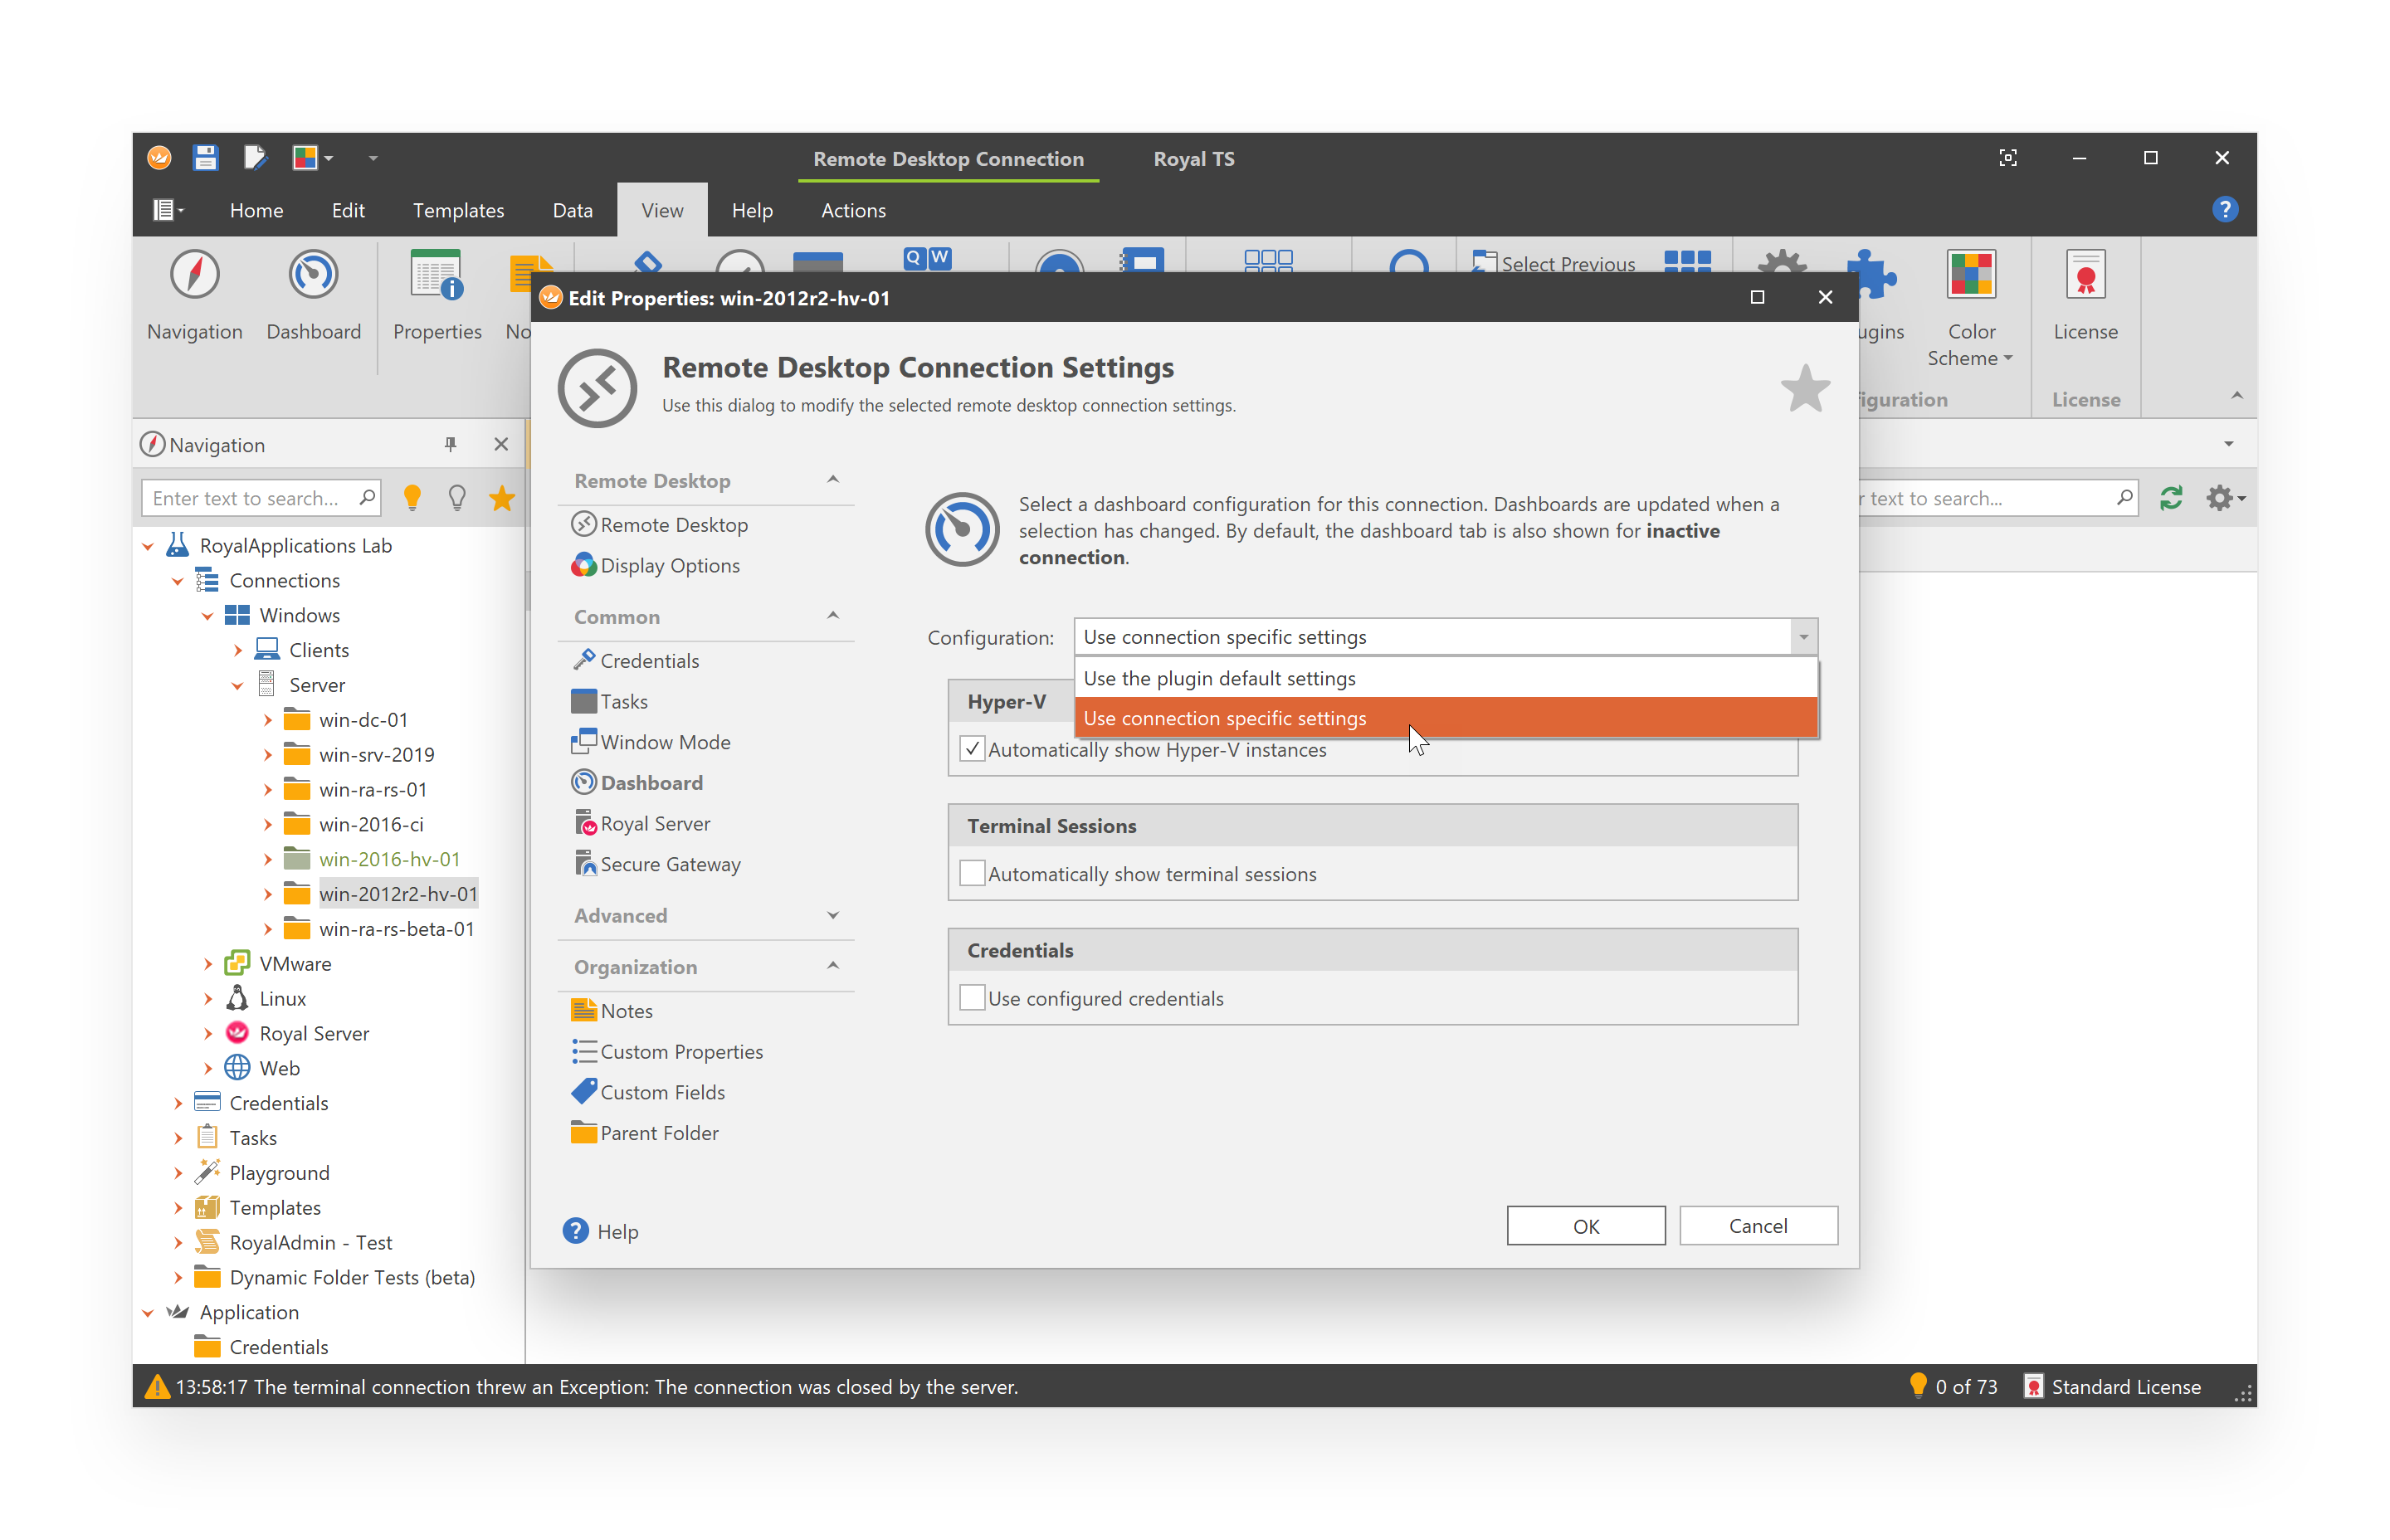 Remote Desktop Connection
Royal TS
Home
Edit
Templates
Data
View
Help
Actions
Navigation
Dashboard
Properties
Q W
Select Previous
Color
Scheme
License
License
Edit Properties: win-2012r2-hv-01
Remote Desktop Connection Settings
Use this dialog to modify the selected remote desktop connection settings.
Navigation
Enter text to search...
text to search...
RoyalApplications Lab
Connections
Windows
Clients
Server
win-dc-01
win-srv-2019
win-ra-rs-01
win-2016-ci
win-2016-hv-01
win-2012r2-hv-01
win-ra-rs-beta-01
VMware
Linux
Royal Server
Web
Credentials
Tasks
Playground
Templates
RoyalAdmin - Test
Dynamic Folder Tests (beta)
Application
Credentials
Remote Desktop
Remote Desktop
Display Options
Common
Credentials
Tasks
Window Mode
Dashboard
Royal Server
Secure Gateway
Advanced
Organization
Notes
Custom Properties
Custom Fields
Parent Folder
Select a dashboard configuration for this connection. Dashboards are updated when a
selection has changed. By default, the dashboard tab is also shown for inactive
connection.
Configuration:
Use connection specific settings
Use the plugin default settings
Use connection specific settings
Hyper-V
Automatically show Hyper-V instances
Terminal Sessions
Automatically show terminal sessions
Credentials
Use configured credentials
Help
OK
Cancel
13:58:17 The terminal connection threw an Exception: The connection was closed by the server.
0 of 73
Standard License